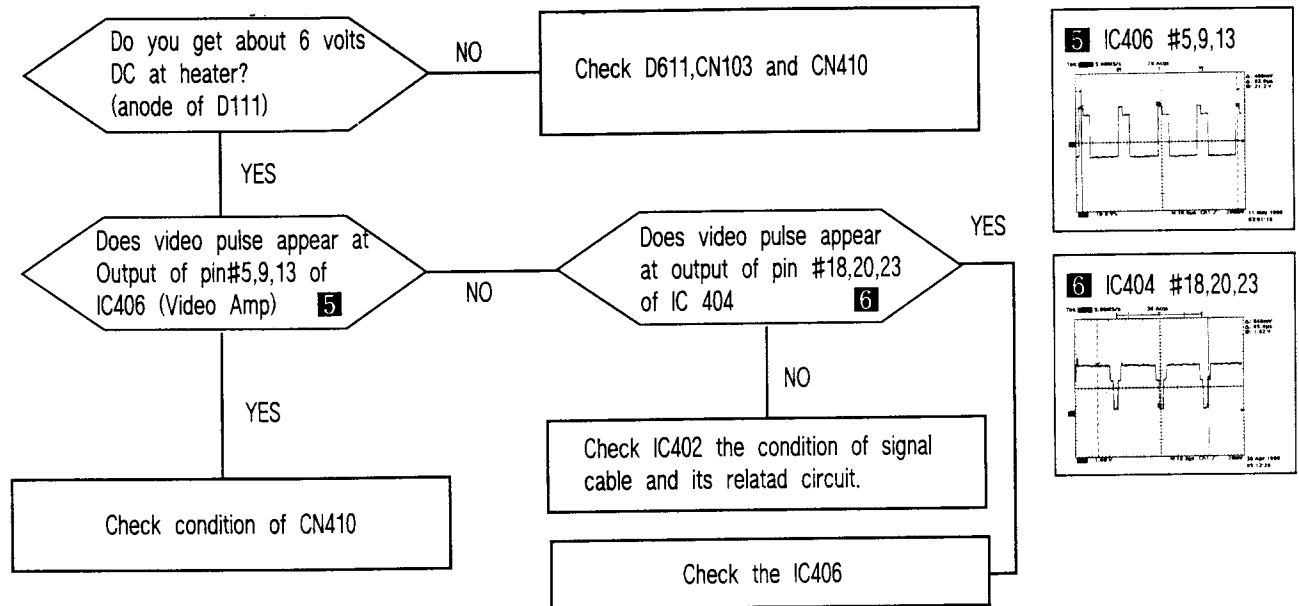 Do you get about 6 volts
DC at heater?
(anode of D111)
NO
Check D611,CN103 and CN410
YES
Does video pulse appear at
Output of pin#5,9,13 of
IC406 (Video Amp) 5
NO
Does video pulse appear
at output of pin #18,20,23
of IC 404 6
YES
YES
NO
Check IC402 the condition of signal
cable and its relatad circuit.
Check condition of CN410
Check the IC406
5 IC406 #5,9,13
6 IC404 #18,20,23